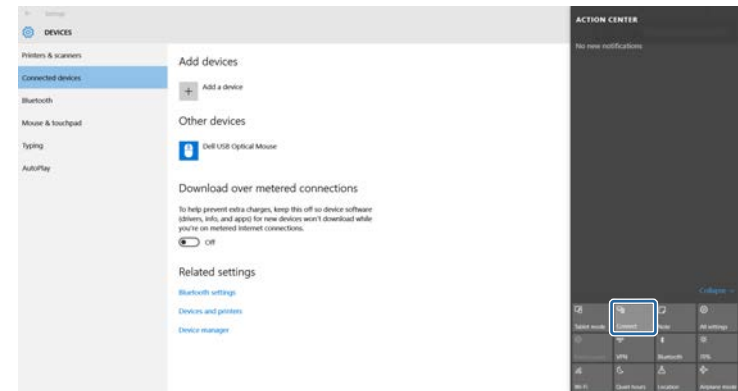 Settings
DEVICES
Printers & scanners
Connected devices
Bluetooth
Mouse & touchpad
Typing
AutoPlay
Add devices
Add a device
Other devices
Dell USB Optical Mouse
Download over metered connections
To help prevent extra charges, keep this off so device software
(drivers, info, and apps) for new devices won't download while
you're on metered Internet connections.
Off
Related settings
Bluetooth settings
Devices and printers
Device manager
ACTION CENTER
No new notifications
Collapse
Tablet mode Connect Note All settings
VPN Bluetooth
Wi-Fi Quiet hours Location Airplane mode